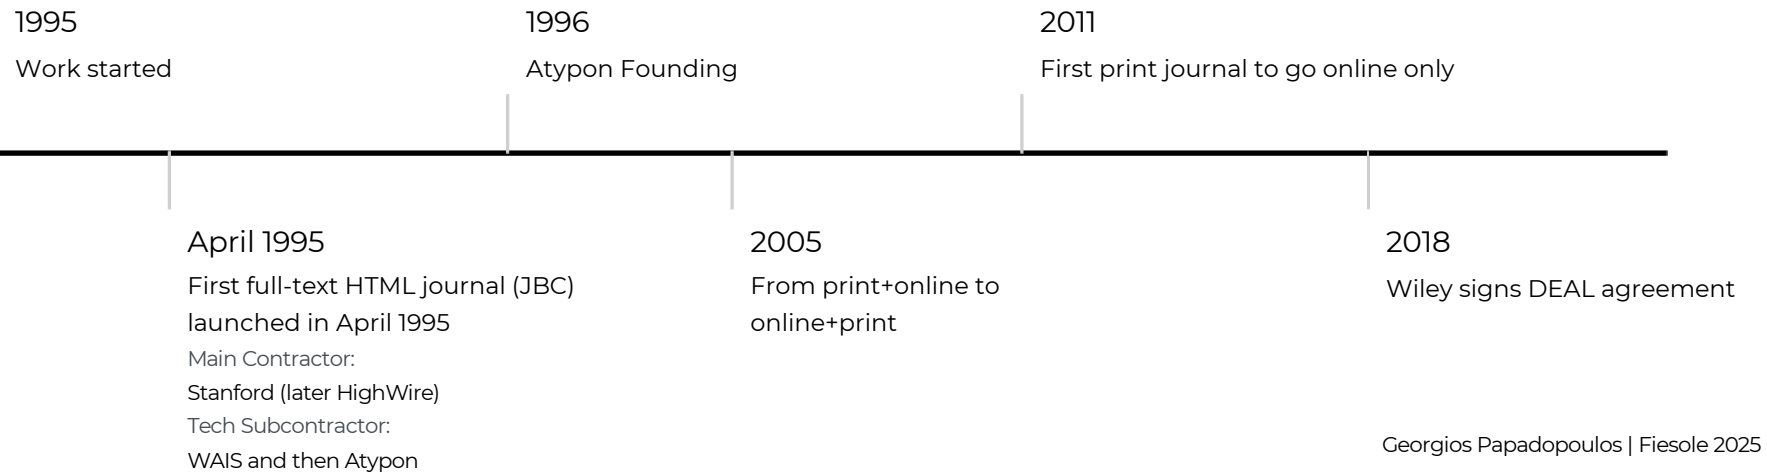 1995
Work started
1996
Atypon Founding
2011
First print journal to go online only
April 1995
First full-text HTML journal (JBC)
launched in April 1995
Main Contractor:
Stanford (later HighWire)
Tech Subcontractor:
WAIS and then Atypon
2005
From print+online to
online+print
2018
Wiley signs DEAL agreement
Georgios Papadopoulos | Fiesole 2025